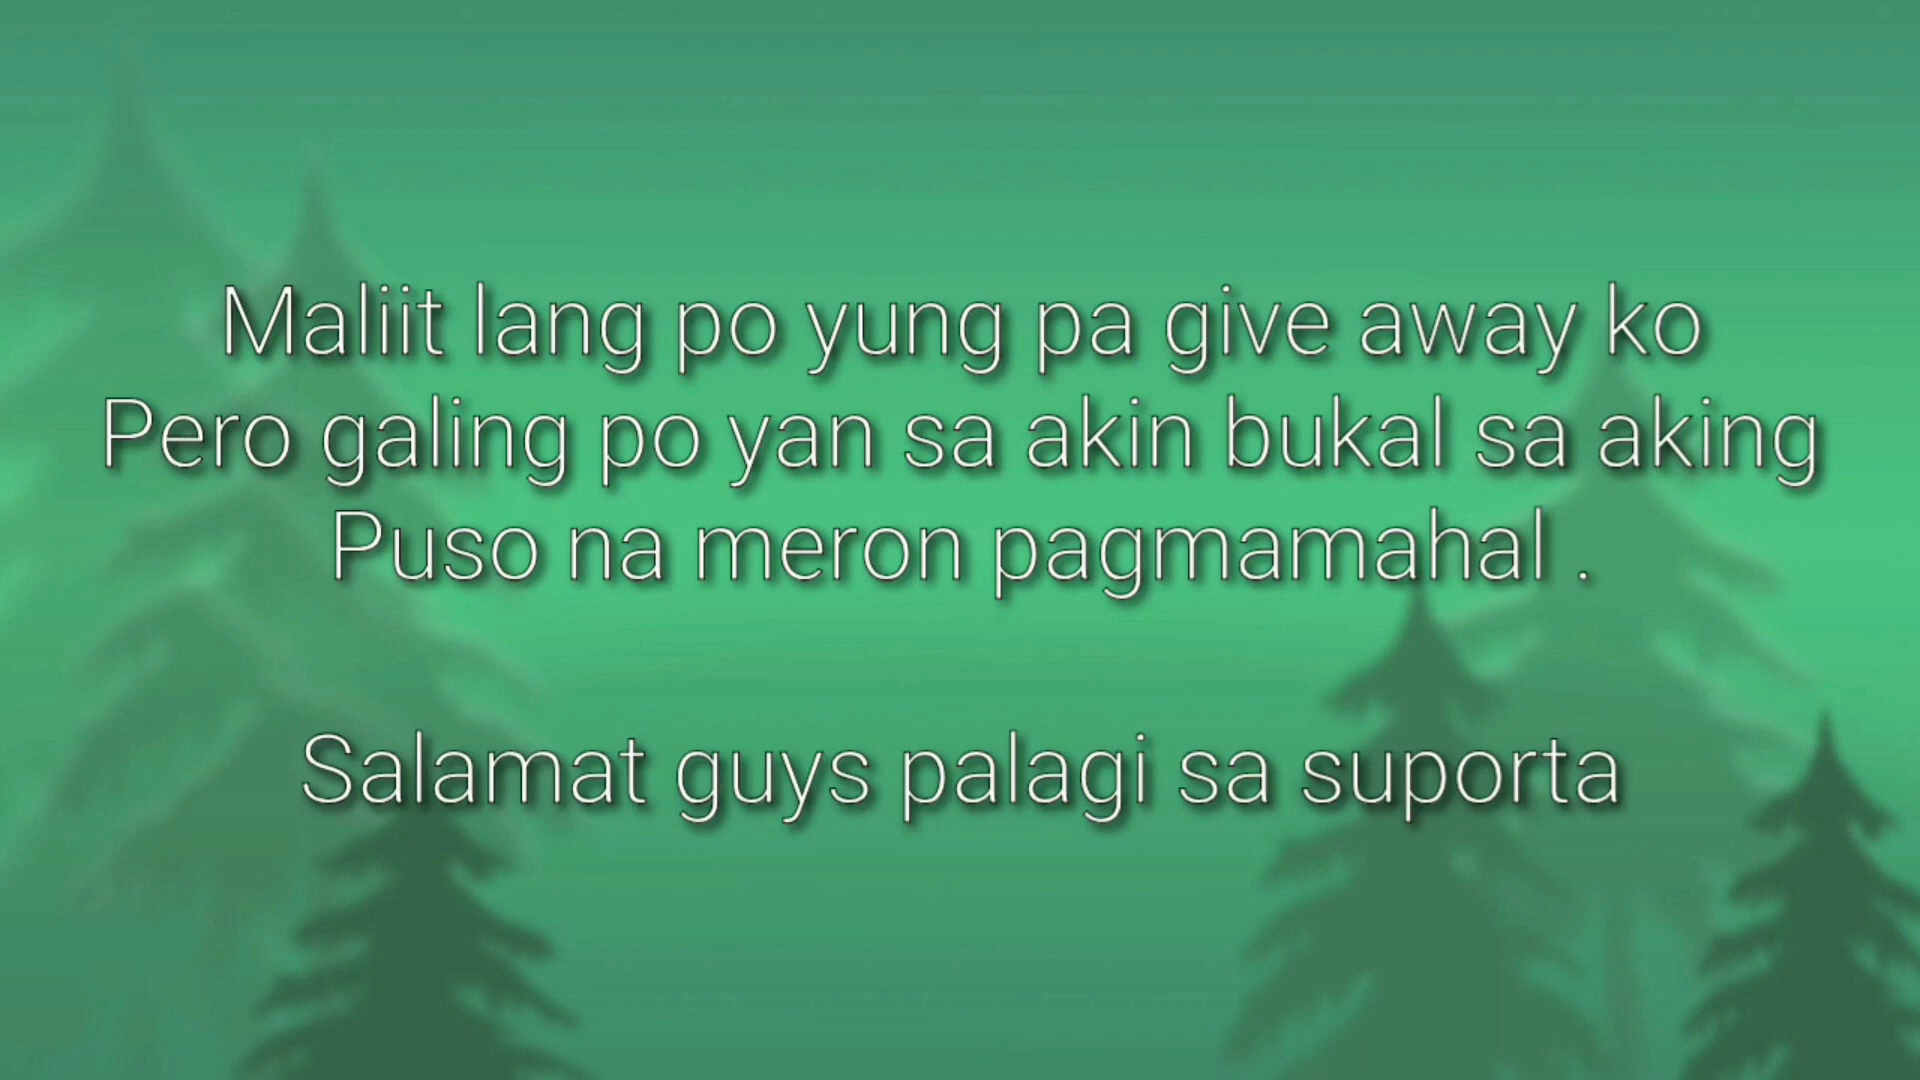 Maliit lang po yung pa give away ko
Pero galing po yan sa akin bukal sa aking
Puso na meron pagmamahal .
Salamat guys palagi sa suporta